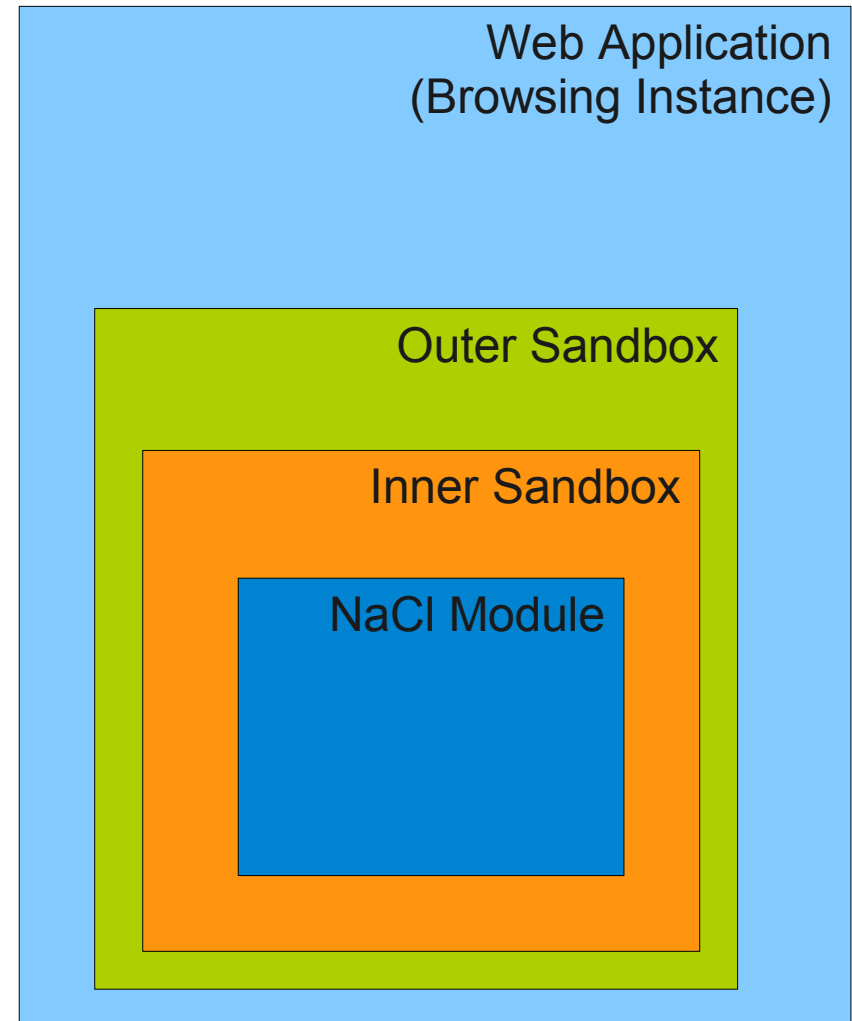 Web Application
(Browsing Instance)
Outer Sandbox
Inner Sandbox
NaCl Module